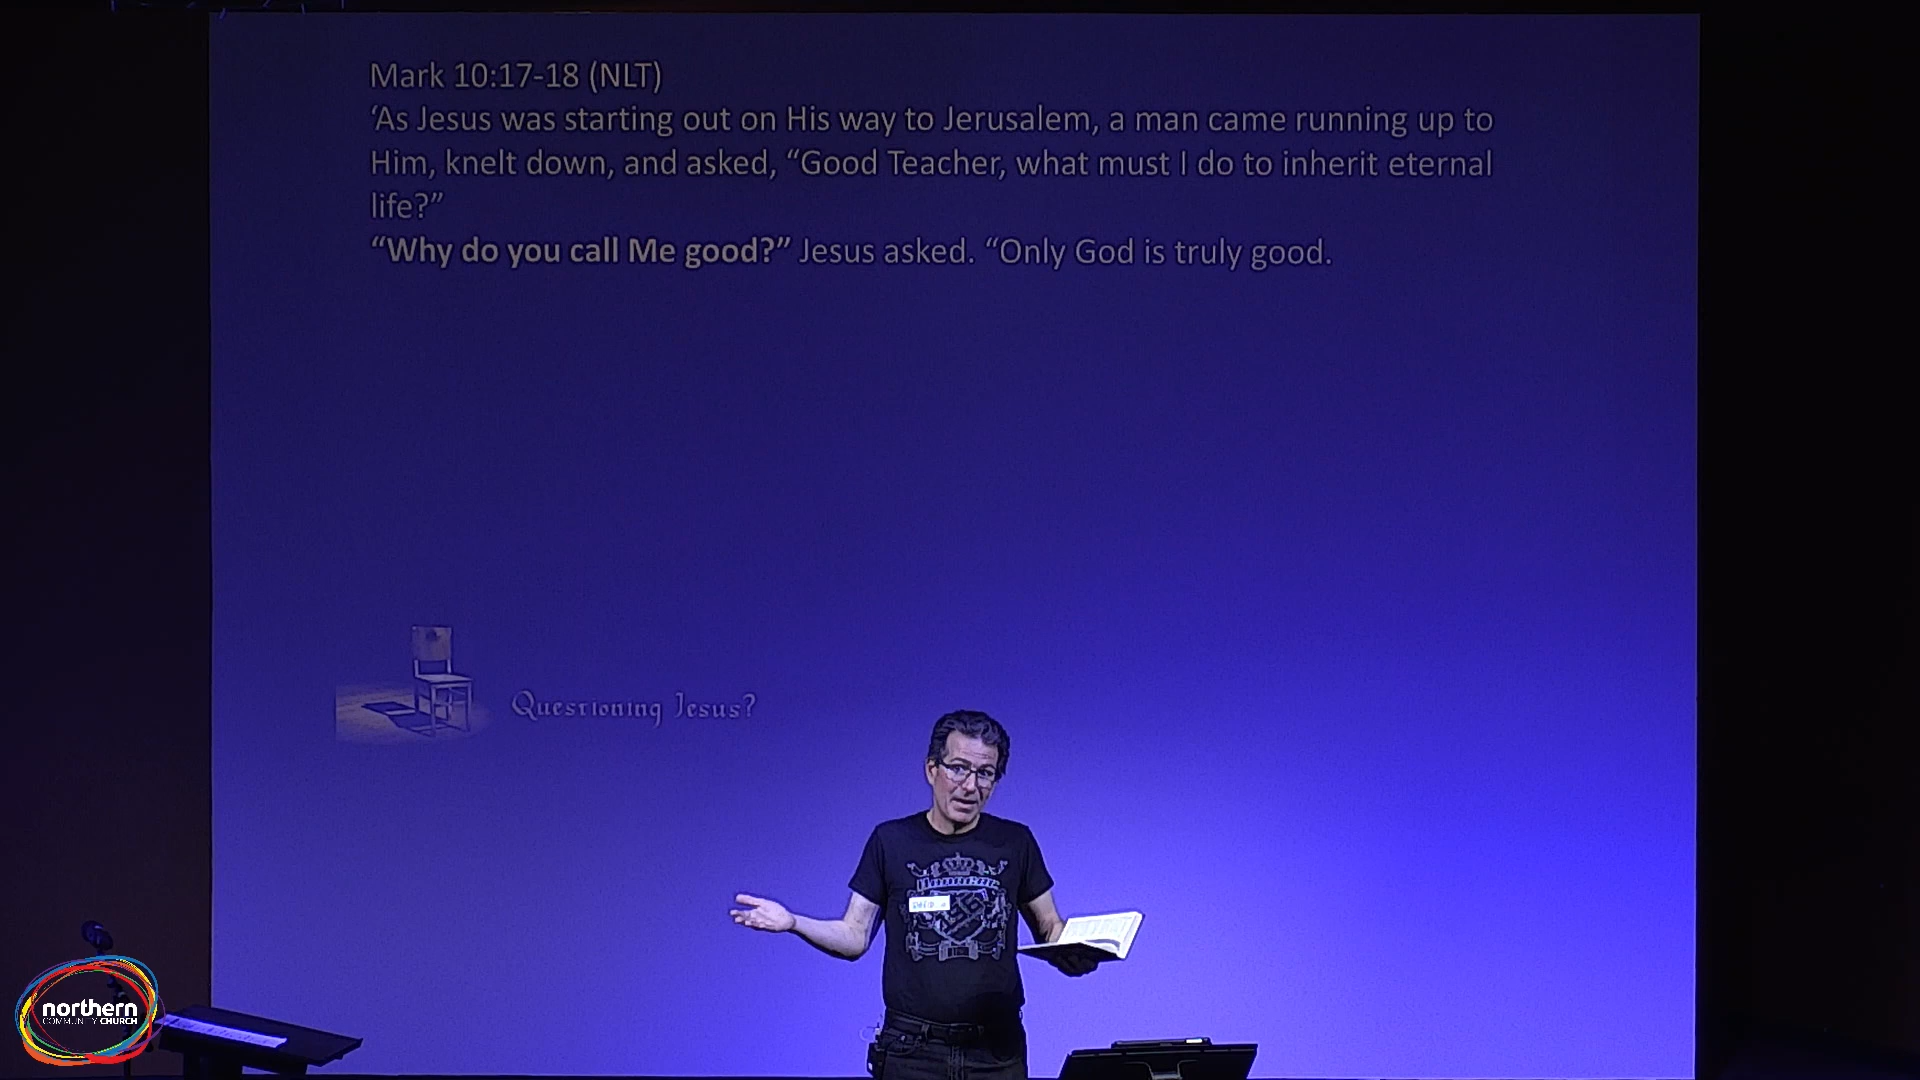 Mark 10:17-18 (NLT)
‘As Jesus was starting out on His way to Jerusalem, a man came running up to
Him, knelt down, and asked, “Good Teacher, what must I do to inherit eternal
life?”
“Why do you call Me good?” Jesus asked. “Only God is truly good.
Questioning Jesus?
northern
COMMUNITY CHURCH